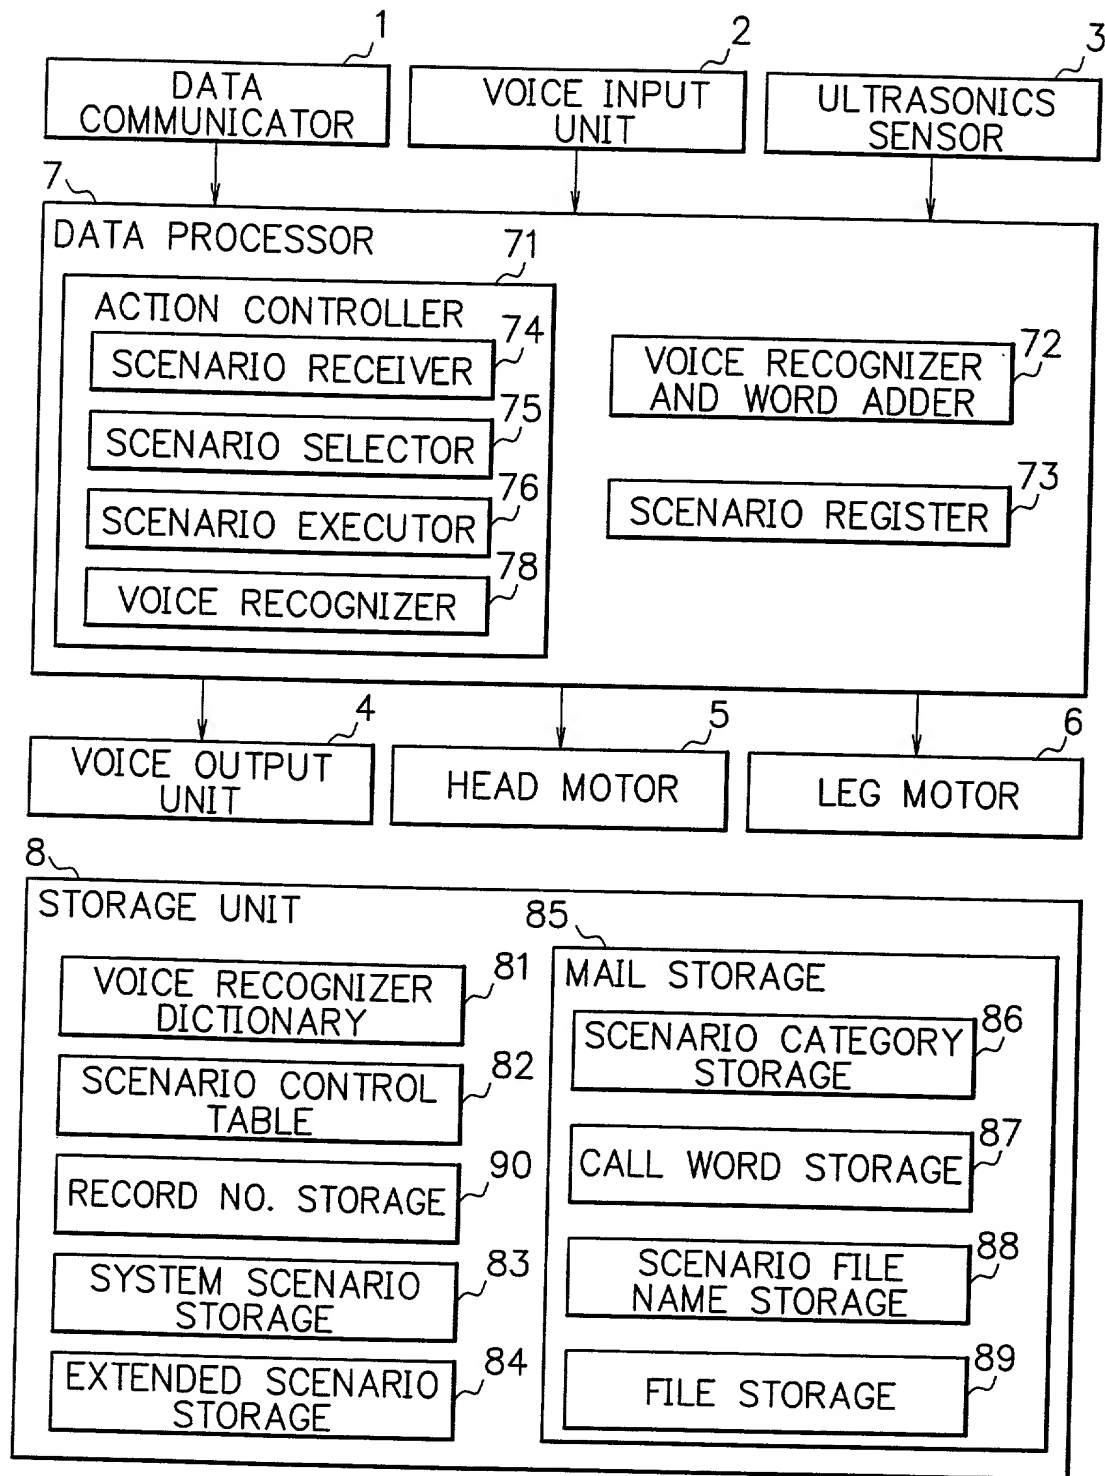 1
2
3
DATA
COMMUNICATOR
VOICE INPUT
UNIT
ULTRASONICS
SENSOR
7
DATA PROCESSOR
71
ACTION CONTROLLER
74
SCENARIO RECEIVER
75
SCENARIO SELECTOR
76
SCENARIO EXECUTOR
78
VOICE RECOGNIZER
72
VOICE RECOGNIZER
AND WORD ADDER
73
SCENARIO REGISTER
4
VOICE OUTPUT
UNIT
5
HEAD MOTOR
6
LEG MOTOR
8
STORAGE UNIT
81
VOICE RECOGNIZER
DICTIONARY
82
SCENARIO CONTROL
TABLE
90
RECORD NO. STORAGE
83
SYSTEM SCENARIO
STORAGE
84
EXTENDED SCENARIO
STORAGE
85
MAIL STORAGE
86
SCENARIO CATEGORY
STORAGE
87
CALL WORD STORAGE
88
SCENARIO FILE
NAME STORAGE
89
FILE STORAGE